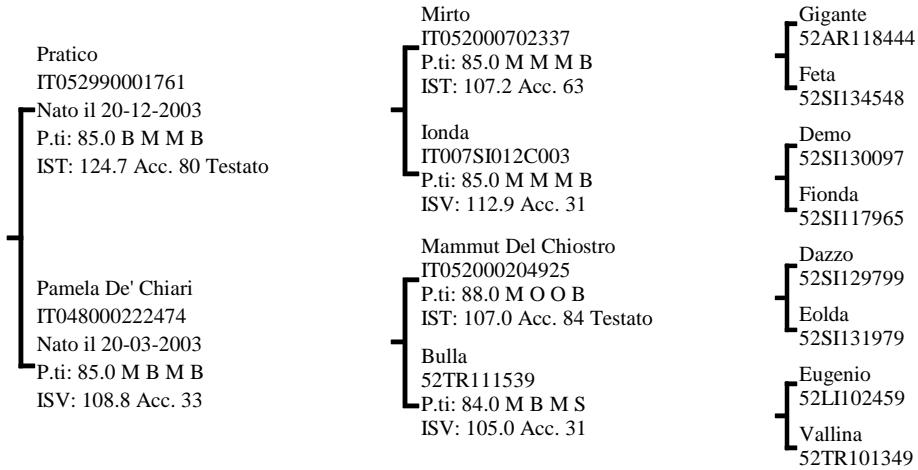 Pratico
IT052990001761
Nato il 20-12-2003
P.ti: 85.0 B M M B
IST: 124.7 Acc. 80 Testato
Pamela De' Chiari
IT048000222474
Nato il 20-03-2003
P.ti: 85.0 M B M B
ISV: 108.8 Acc. 33
Mirto
IT052000702337
P.ti: 85.0 M M M B
IST: 107.2 Acc. 63
Ionda
IT007SI012C003
P.ti: 85.0 M M M B
ISV: 112.9 Acc. 31
Mammut Del Chiostro
IT052000204925
P.ti: 88.0 M O O B
IST: 107.0 Acc. 84 Testato
Bulla
52TR111539
P.ti: 84.0 M B M S
ISV: 105.0 Acc. 31
Gigante
52AR118444
Feta
52SI134548
Demo
52SI130097
Fionda
52SI117965
Dazzo
52SI129799
Eolda
52SI131979
Eugenio
52LI102459
Vallina
52TR101349